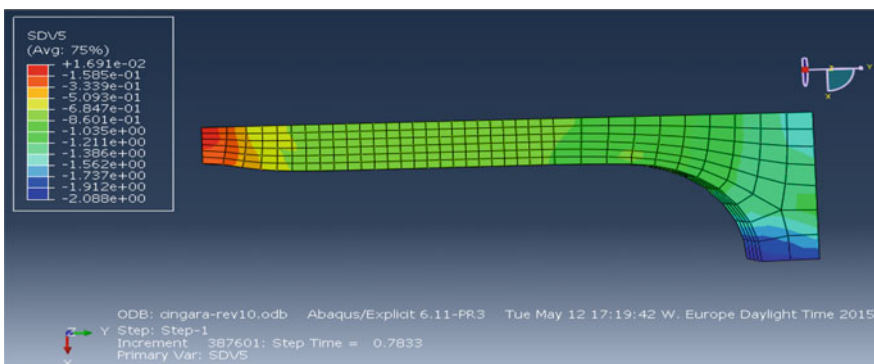 SDV5
(Avg: 75%)
+1.691e-02
-1.585e-01
-3.339e-01
-5.093e-01
-6.847e-01
-8.601e-01
-1.035e+00
-1.211e+00
-1.386e+00
-1.562e+00
-1.737e+00
-1.912e+00
-2.088e+00
Z Y
X
ODB: cingara-rev10.odb Abaqus/Explicit 6.11-PR3 Tue May 12 17:19:42 W. Europe Daylight Time 2015
Z Y Step: Step-1
Increment 387601: Step Time = 0.7833
X Primary Var: SDV5